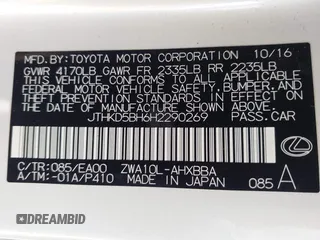 MFD.BY: TOYOTA MOTOR CORPORATION 10/16
GVWR 4170LB GAWR FR 2335LB RR 2235LB
THIS VEHICLE CONFORMS TO ALL APPLICABLE
FEDERAL MOTOR VEHICLE SAFETY, BUMPER, AND
THEFT PREVENTION STANDARDS IN EFFECT ON
THE DATE OF MANUFACTURE SHOWN ABOVE.
JTHKD5BH6H2290269 PASS.CAR
C/TR: 085/EA00 ZWA10L-AHXBBA
A/TM: -01A/P410 MADE IN JAPAN 085 A
© DREAMBID DREAMBID.COM